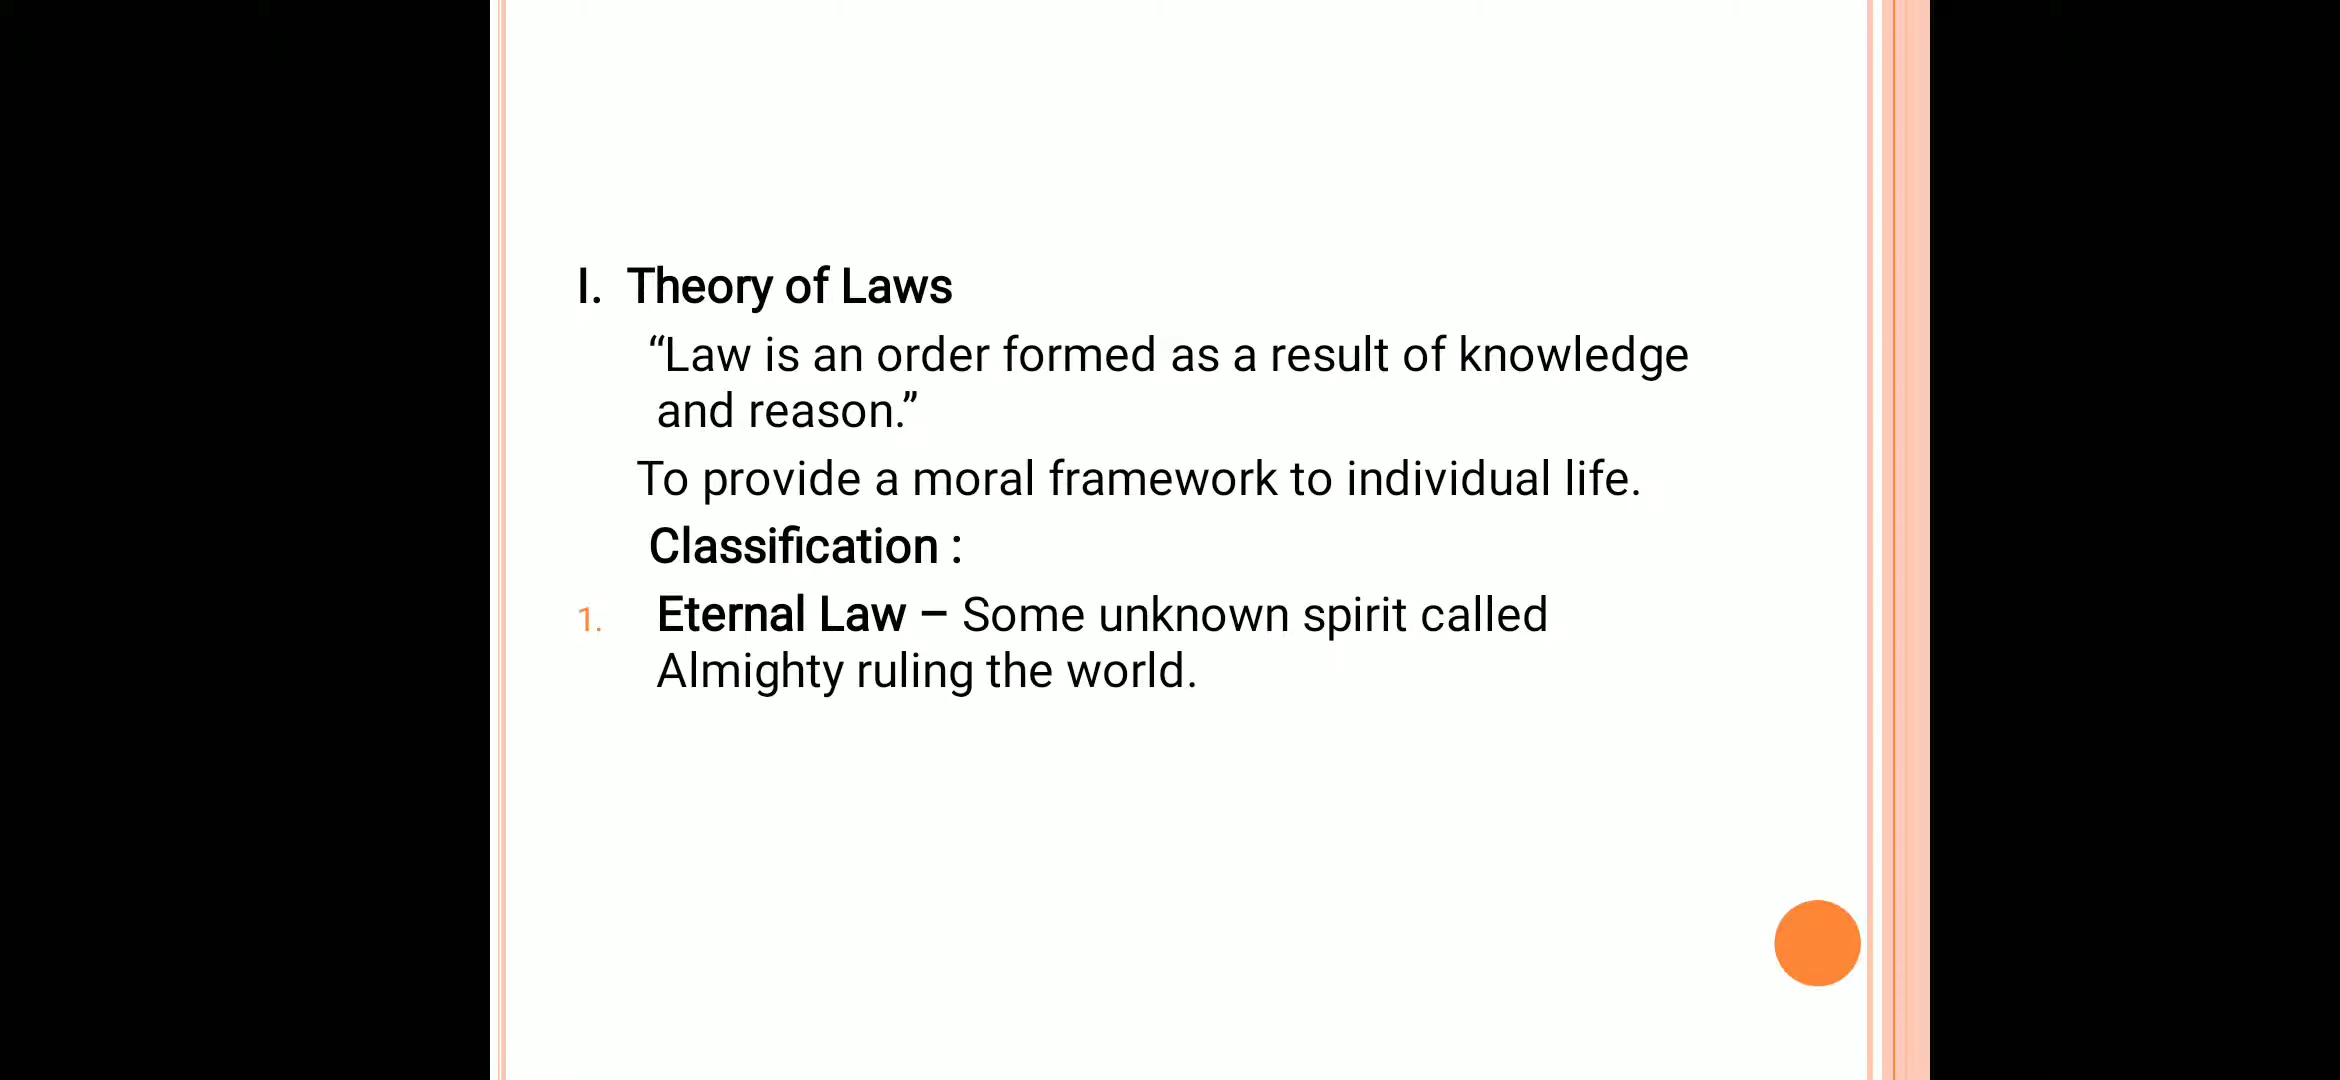 I. Theory of Laws
“Law is an order formed as a result of knowledge
and reason.”
To provide a moral framework to individual life.
Classification :
1. Eternal Law – Some unknown spirit called
Almighty ruling the world.